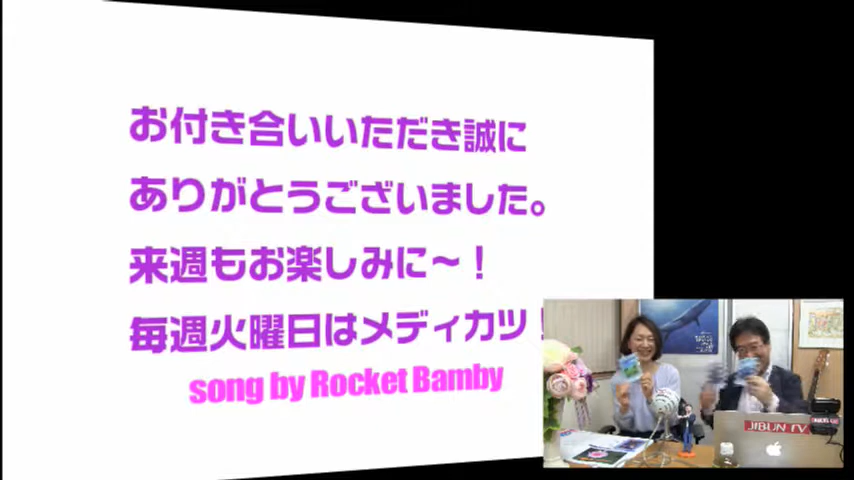 お付き合いいただき誠に
ありがとうございました。
来週もお楽しみに～！
毎週火曜日はメディカツ！
song by Rocket Bamby
JIBUN TV